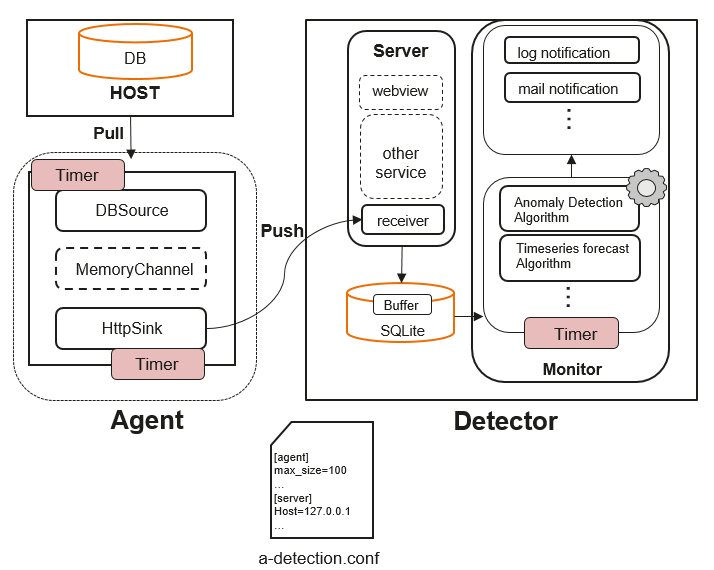 DB
HOST
Pull
Timer
DBSource
MemoryChannel
HttpSink
Timer
Agent
Push
Server
webview
other
service
receiver
Buffer
SQLite
log notification
mail notification
⋮
Anomaly Detection
Algorithm
Timeseries forecast
Algorithm
⋮
Timer
Monitor
Detector
[agent]
max_size=100
...
[server]
Host=127.0.0.1
...
a-detection.conf